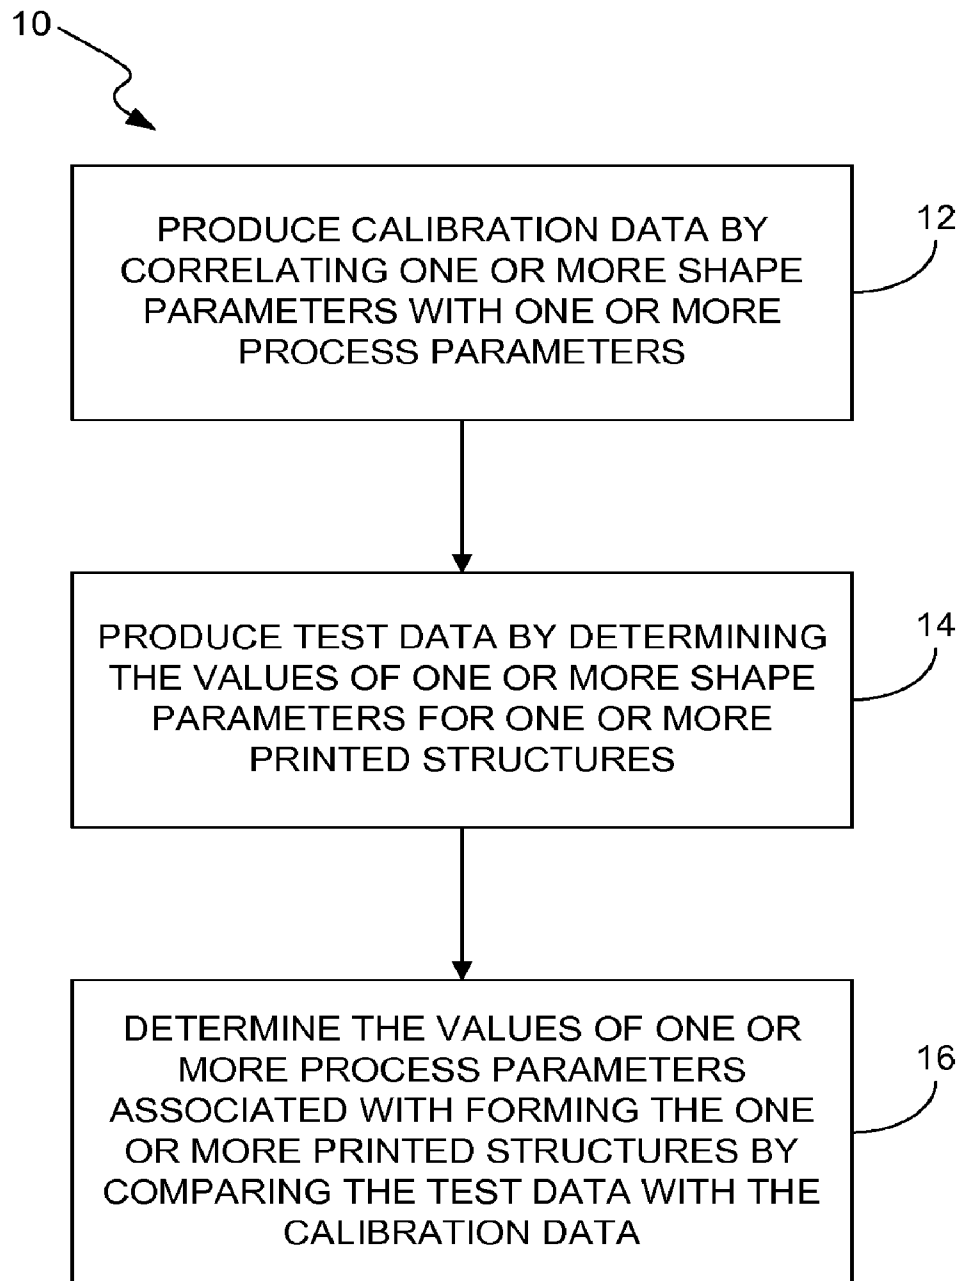 10
PRODUCE CALIBRATION DATA BY
CORRELATING ONE OR MORE SHAPE
PARAMETERS WITH ONE OR MORE
PROCESS PARAMETERS
12
PRODUCE TEST DATA BY DETERMINING
THE VALUES OF ONE OR MORE SHAPE
PARAMETERS FOR ONE OR MORE
PRINTED STRUCTURES
14
DETERMINE THE VALUES OF ONE OR
MORE PROCESS PARAMETERS
ASSOCIATED WITH FORMING THE ONE
OR MORE PRINTED STRUCTURES BY
COMPARING THE TEST DATA WITH THE
CALIBRATION DATA
16